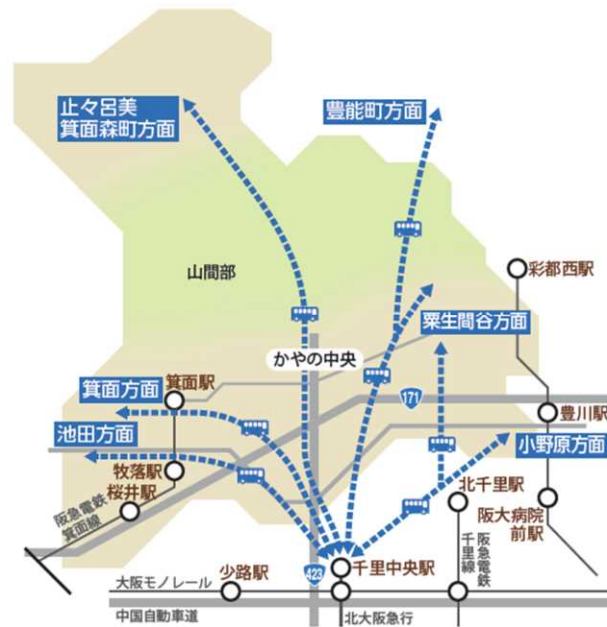 止々呂美
箕面森町方面
豊能町方面
山間部
彩都西駅
粟生間谷方面
かやの中央
箕面方面
箕面駅
171
池田方面
豊川駅
小野原方面
牧落駅
桜井駅
北千里駅
阪大病院
前駅
阪急電鉄
箕面線
千里中央駅
423
少路駅
阪急電鉄
千里線
大阪モノレール
中国自動車道
北大阪急行